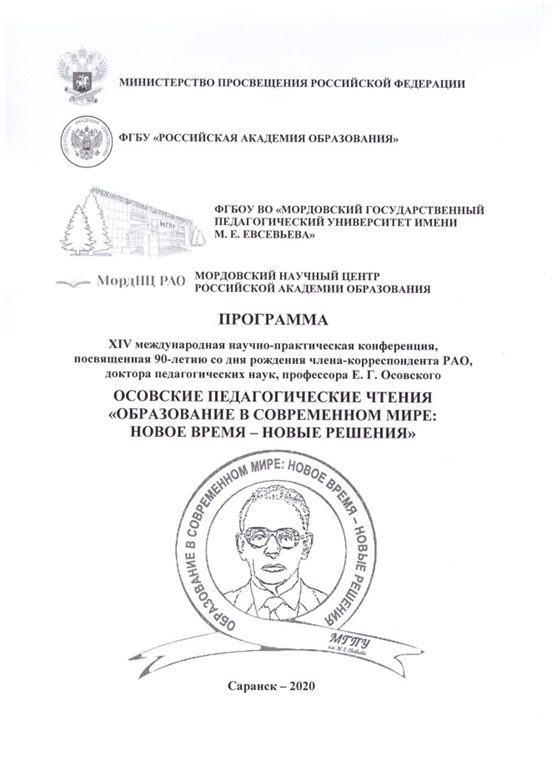 МИНИСТЕРСТВО ПРОСВЕЩЕНИЯ РОССИЙСКОЙ ФЕДЕРАЦИИ
ФГБУ «РОССИЙСКАЯ АКАДЕМИЯ ОБРАЗОВАНИЯ»
МГПУ
ФГБОУ ВО «МОРДОВСКИЙ ГОСУДАРСТВЕННЫЙ
ПЕДАГОГИЧЕСКИЙ УНИВЕРСИТЕТ ИМЕНИ
М. Е. ЕВСЕВЬЕВА»
МордНЦ РАО
МОРДОВСКИЙ НАУЧНЫЙ ЦЕНТР
РОССИЙСКОЙ АКАДЕМИИ ОБРАЗОВАНИЯ
ПРОГРАММА
XIV международная научно-практическая конференция,
посвященная 90-летию со дня рождения члена-корреспондента РАО,
доктора педагогических наук, профессора Е. Г. Осовского
ОСОВСКИЕ ПЕДАГОГИЧЕСКИЕ ЧТЕНИЯ
«ОБРАЗОВАНИЕ В СОВРЕМЕННОМ МИРЕ:
НОВОЕ ВРЕМЯ – НОВЫЕ РЕШЕНИЯ»
ОБРАЗОВАНИЕ В СОВРЕМЕННОМ МИРЕ: НОВОЕ ВРЕМЯ – НОВЫЕ РЕШЕНИЯ
МГПУ
Саранск – 2020